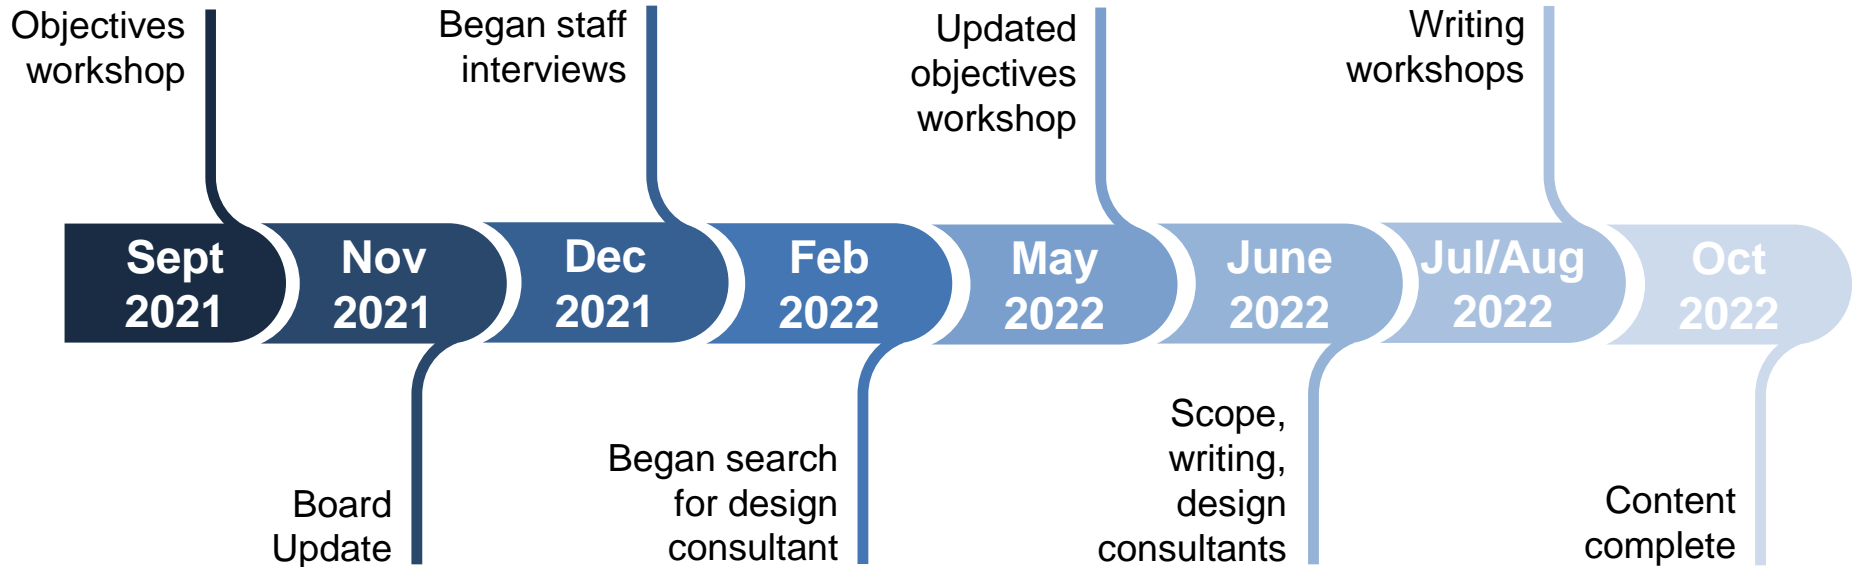 Objectives
workshop
Began staff
interviews
Updated
objectives
workshop
Writing
workshops
Sept
2021
Nov
2021
Dec
2021
Feb
2022
May
2022
June
2022
Jul/Aug
2022
Oct
2022
Board
Update
Began search
for design
consultant
Scope,
writing,
design
consultants
Content
complete